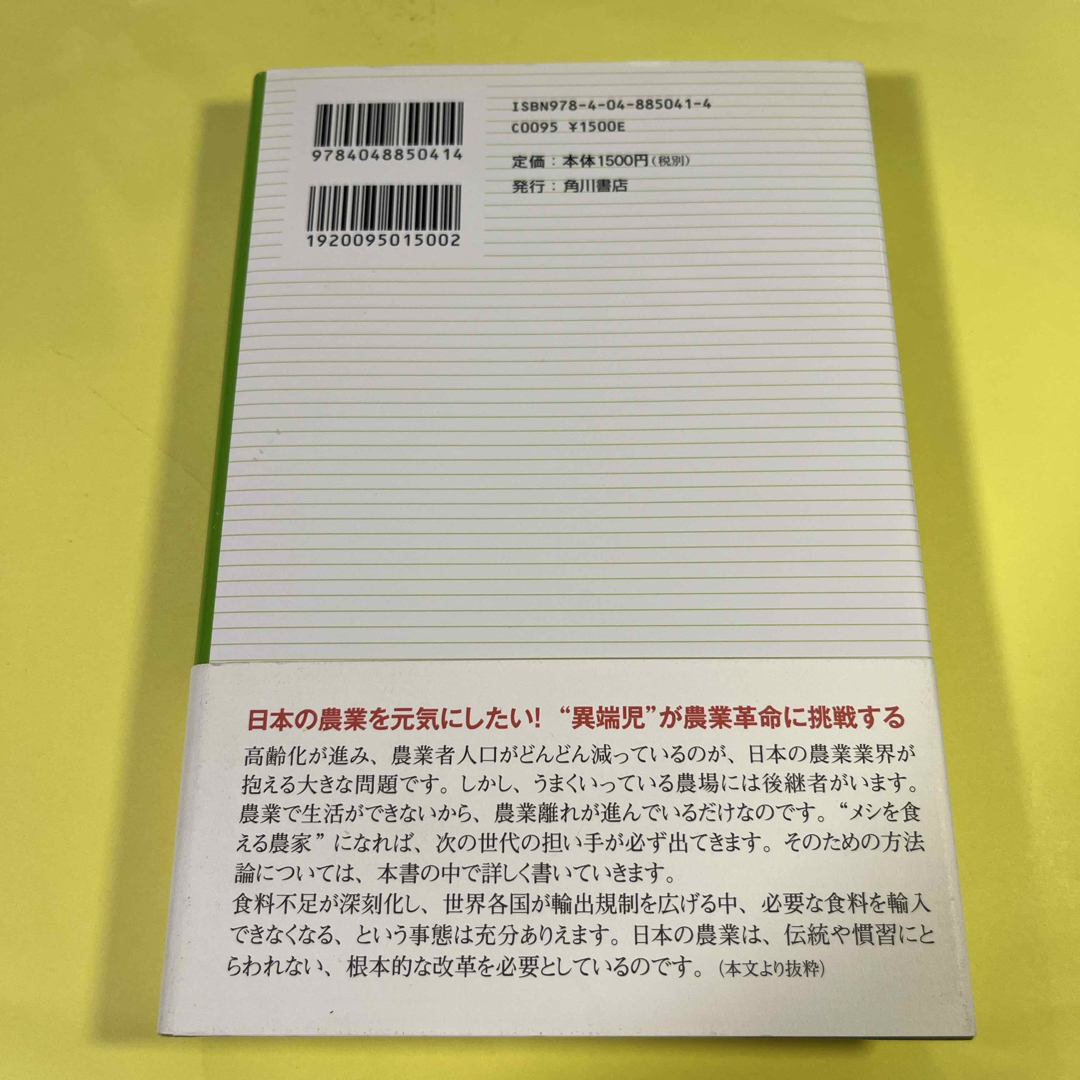 9784048850414
1920095015002
ISBN978-4-04-885041-4
C0095 ¥1500E
定価：本体1500円（税別）
発行：角川書店
日本の農業を元気にしたい！“異端児”が農業革命に挑戦する
高齢化が進み、農業者人口がどんどん減っているのが、日本の農業業界が
抱える大きな問題です。しかし、うまくいっている農場には後継者がいます。
農業で生活ができないから、農業離れが進んでいるだけなのです。“メシを食
える農家”になれば、次の世代の担い手が必ず出てきます。そのための方法
論については、本書の中で詳しく書いていきます。
食料不足が深刻化し、世界各国が輸出規制を広げる中、必要な食料を輸入
できなくなる、という事態は充分ありえます。日本の農業は、伝統や慣習にと
らわれない、根本的な改革を必要としているのです。（本文より抜粋）